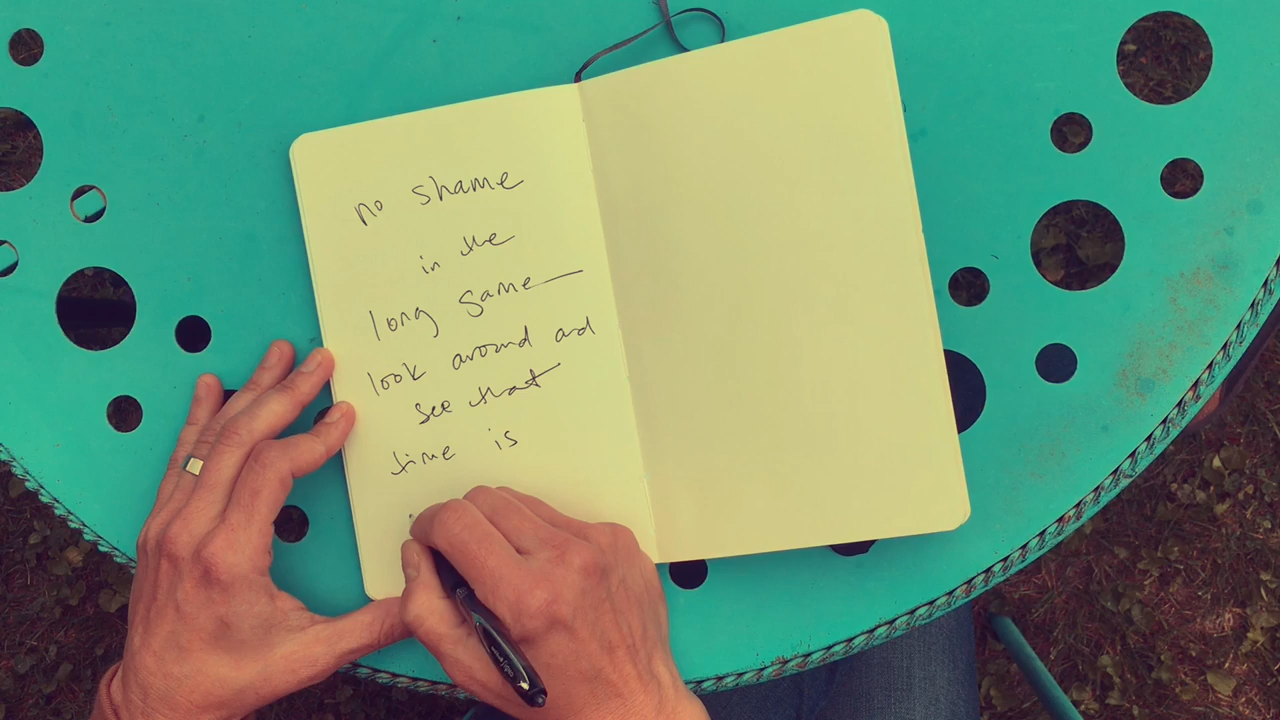 no shame
in the
long game—
look around and
see that
time is